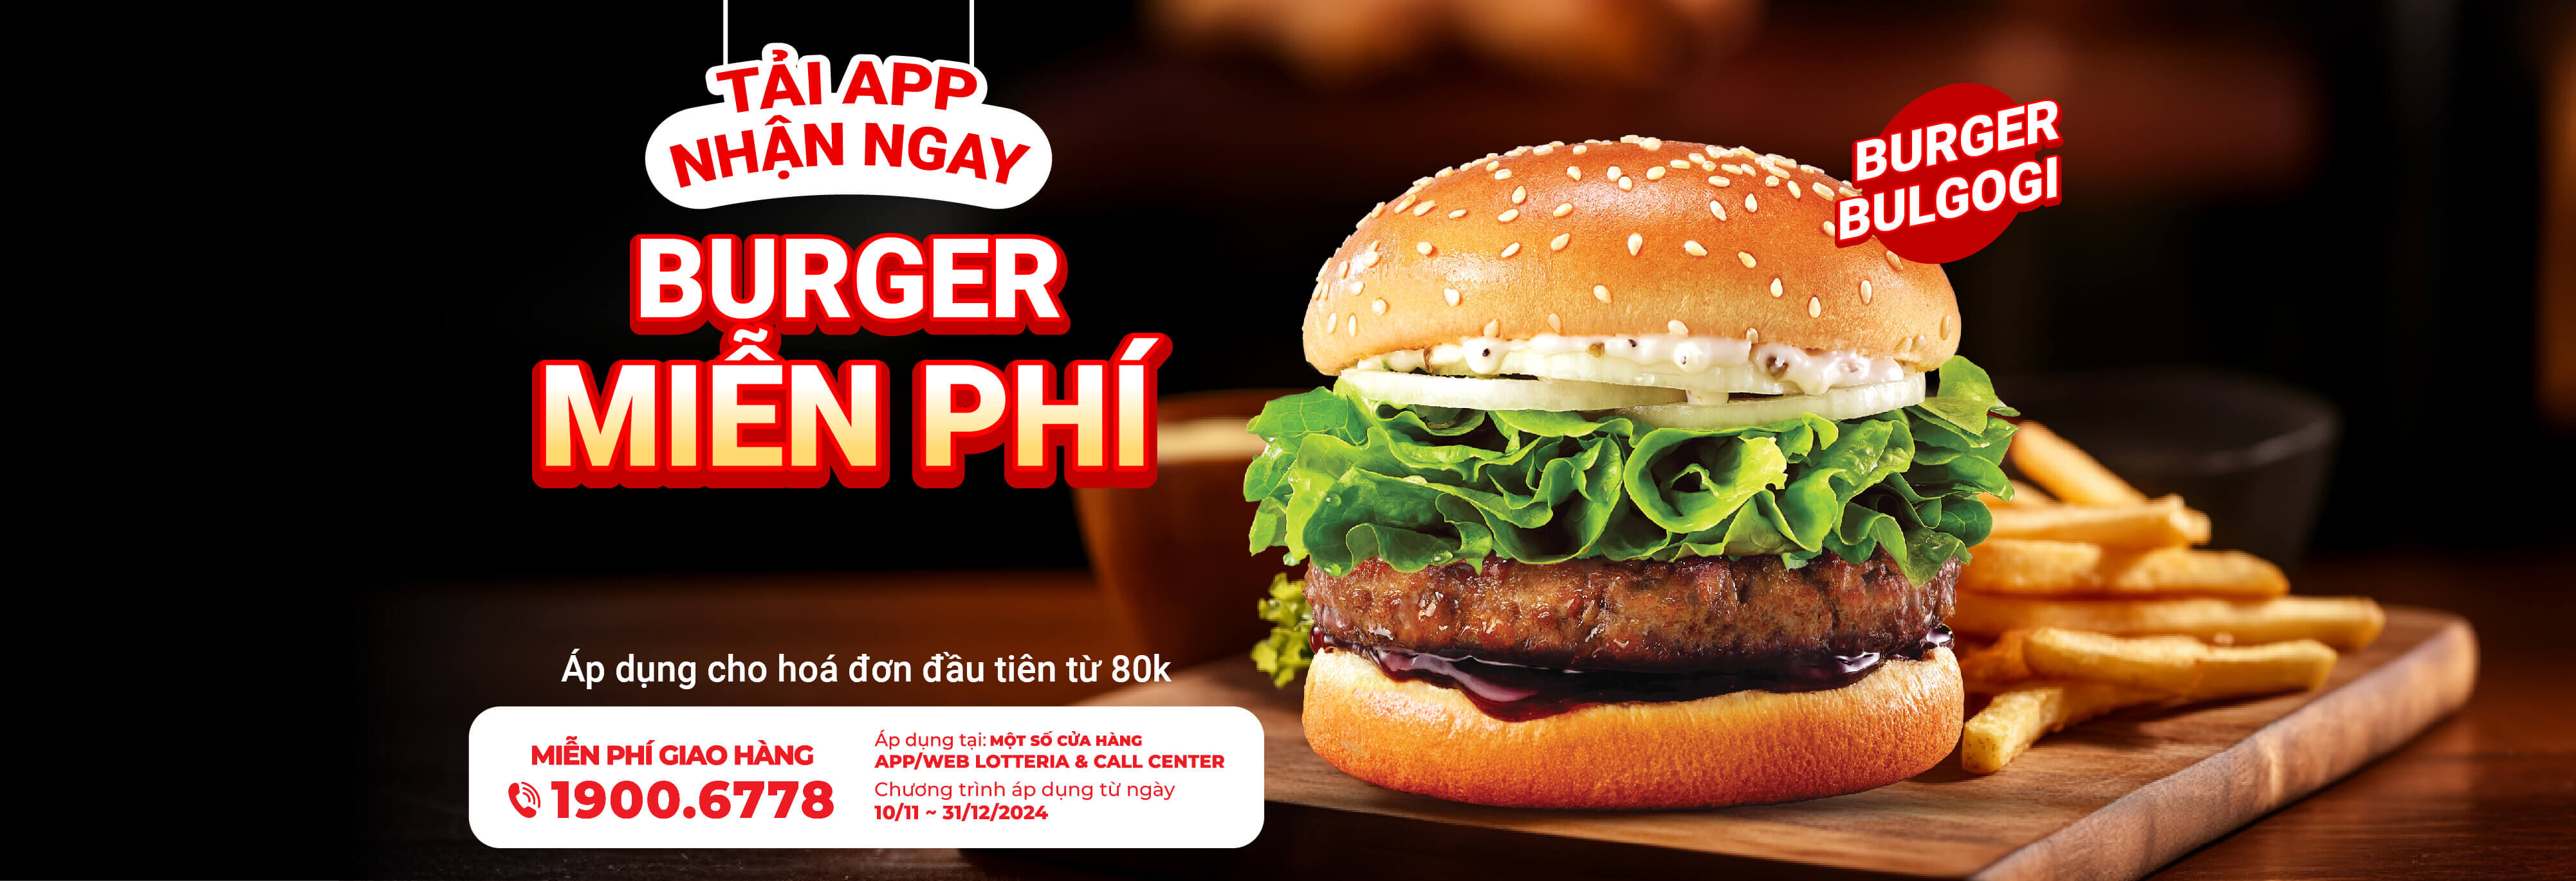 TẢI APP
NHẬN NGAY
BURGER
MIỄN PHÍ
BURGER
BULGOGI
Áp dụng cho hoá đơn đầu tiên từ 80k
MIỄN PHÍ GIAO HÀNG
1900.6778
Áp dụng tại: MỘT SỐ CỬA HÀNG
APP/WEB LOTTERIA & CALL CENTER
Chương trình áp dụng từ ngày
10/11 ~ 31/12/2024